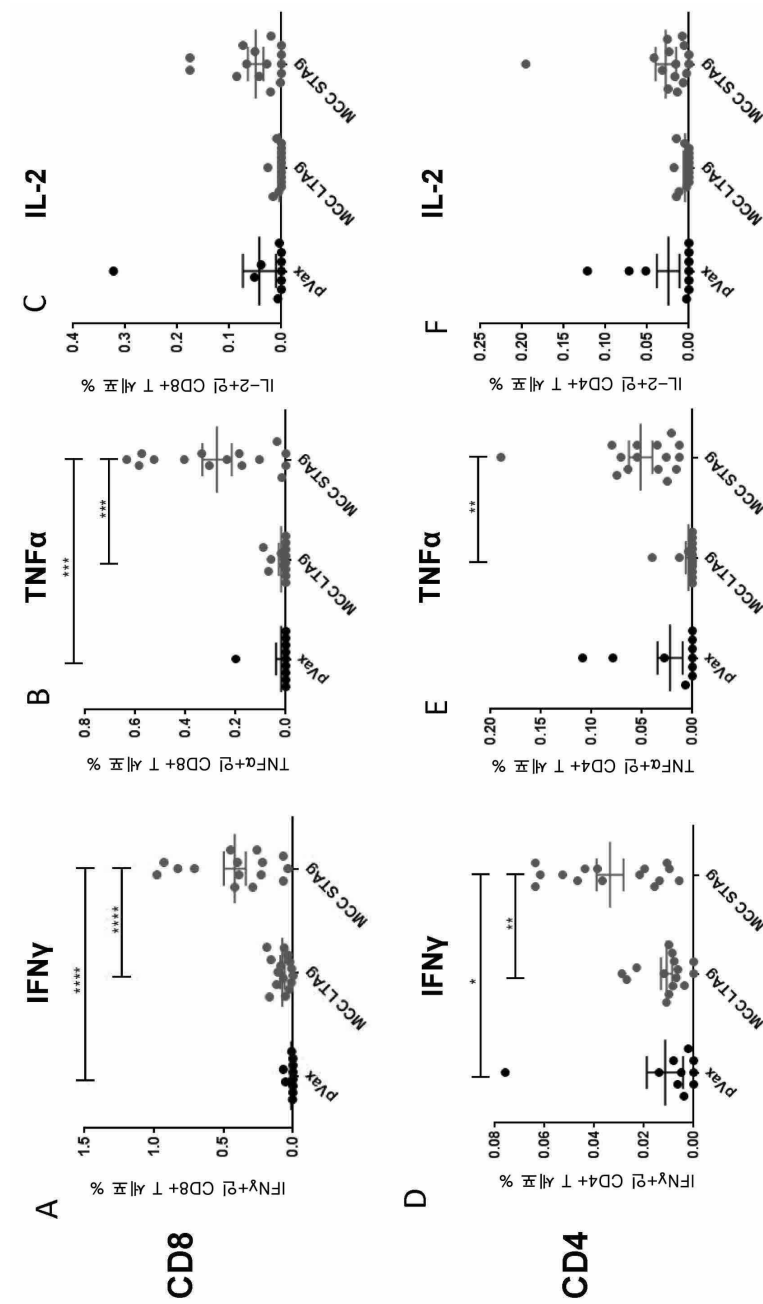 CD8
A
IFNγ
IFNγ+인 CD8+ T 세포 %
1.5
1.0
0.5
0.0
****
****
pVax
MCC LTAg
MCC STAg
B
TNFα
TNFα+인 CD8+ T 세포 %
0.8
0.6
0.4
0.2
0.0
***
***
pVax
MCC LTAg
MCC STAg
C
IL-2
IL-2+인 CD8+ T 세포 %
0.4
0.3
0.2
0.1
0.0
pVax
MCC LTAg
MCC STAg
CD4
D
IFNγ
IFNγ+인 CD4+ T 세포 %
0.08
0.06
0.04
0.02
0.00
*
**
pVax
MCC LTAg
MCC STAg
E
TNFα
TNFα+인 CD4+ T 세포 %
0.20
0.15
0.10
0.05
0.00
**
pVax
MCC LTAg
MCC STAg
F
IL-2
IL-2+인 CD4+ T 세포 %
0.25
0.20
0.15
0.10
0.05
0.00
pVax
MCC LTAg
MCC STAg